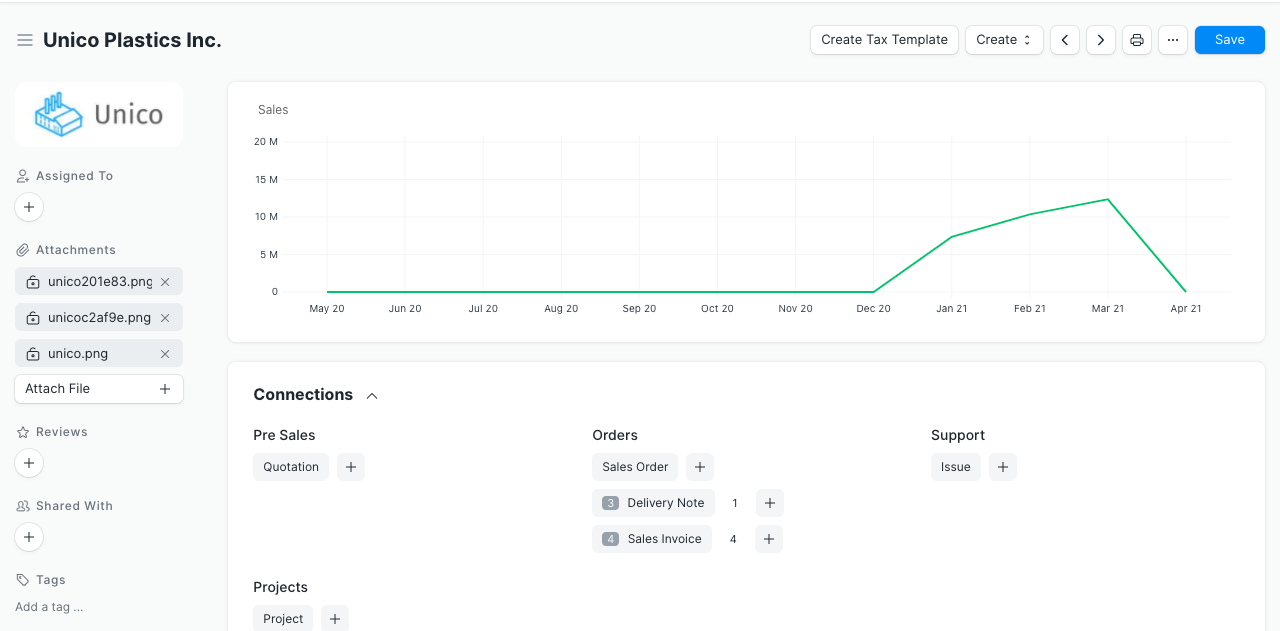 Unico Plastics Inc.
Create Tax Template
Create
Save
Unico
Assigned To
Attachments
unico201e83.png
unicoc2af9e.png
unico.png
Attach File
Reviews
Shared With
Tags
Add a tag ...
Sales
20 M
15 M
10 M
5 M
0
May 20 Jun 20 Jul 20 Aug 20 Sep 20 Oct 20 Nov 20 Dec 20 Jan 21 Feb 21 Mar 21 Apr 21
Connections
Pre Sales
Quotation
Orders
Sales Order
3 Delivery Note 1
4 Sales Invoice 4
Support
Issue
Projects
Project